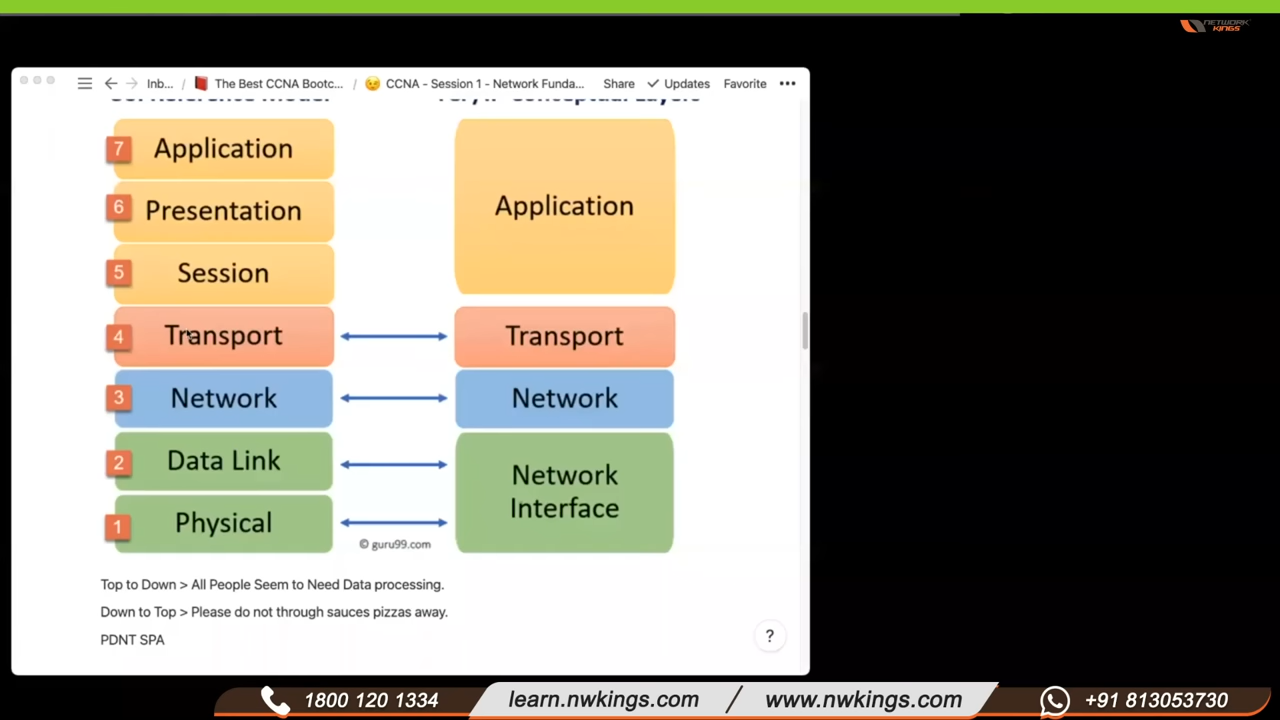 NETWORK
KINGS
Inb... / The Best CCNA Bootc... / CCNA - Session 1 - Network Funda... Share Updates Favorite •••
7 Application
6 Presentation
5 Session
4 Transport
3 Network
2 Data Link
1 Physical
Application
Transport
Network
Network
Interface
© guru99.com
Top to Down > All People Seem to Need Data processing.
Down to Top > Please do not through sauces pizzas away.
PDNT SPA
?
1800 120 1334 learn.nwkings.com / www.nwkings.com +91 813053730